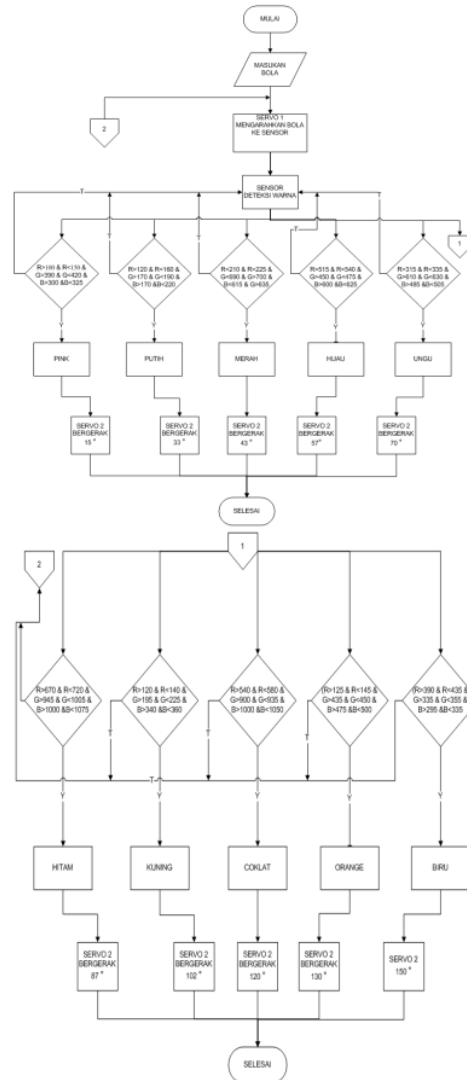 MULAI
MASUKAN
BOLA
2
SERVO 1
MENGARAHKAN BOLA
KE SENSOR
SENSOR
DETEKSI WARNA
T
T
T
T
T
1
R>100 & R<150 &
G>390 & G<420 &
B>300 &B<325
R>120 & R<160 &
G>170 & G<190 &
B>170 &B<220
R>210 & R<225 &
G>690 & G<700 &
B<615 & G>635
R>515 & R<540 &
G>450 & G<475 &
B>600 &B<625
R>315 & R<335 &
G>610 & G<630 &
B>485 &B<505
Y
Y
Y
Y
Y
PINK
PUTIH
MERAH
HIJAU
UNGU
SERVO 2
BERGERAK
15 °
SERVO 2
BERGERAK
33 °
SERVO 2
BERGERAK
43 °
SERVO 2
BERGERAK
57°
SERVO 2
BERGERAK
70 °
SELESAI
1
2
R>670 & R<720 &
G>945 & G<1005 &
B>1000 &B<1075
R>120 & R<140 &
G>195 & G<225 &
B>340 &B<360
R>540 & R<580 &
G>900 & G<935 &
B>1000 &B<1050
(R>125 & R<145 &
G>435 & G<450 &
B>475 &B<500
(R>390 & R<435 &
G>335 & G<355 &
B>295 &B<335
T
T
T
T
Y
Y
Y
Y
Y
HITAM
KUNING
COKLAT
ORANGE
BIRU
SERVO 2
BERGERAK
87 °
SERVO 2
BERGERAK
102 °
SERVO 2
BERGERAK
120 °
SERVO 2
BERGERAK
130 °
SERVO 2
150 °
SELESAI